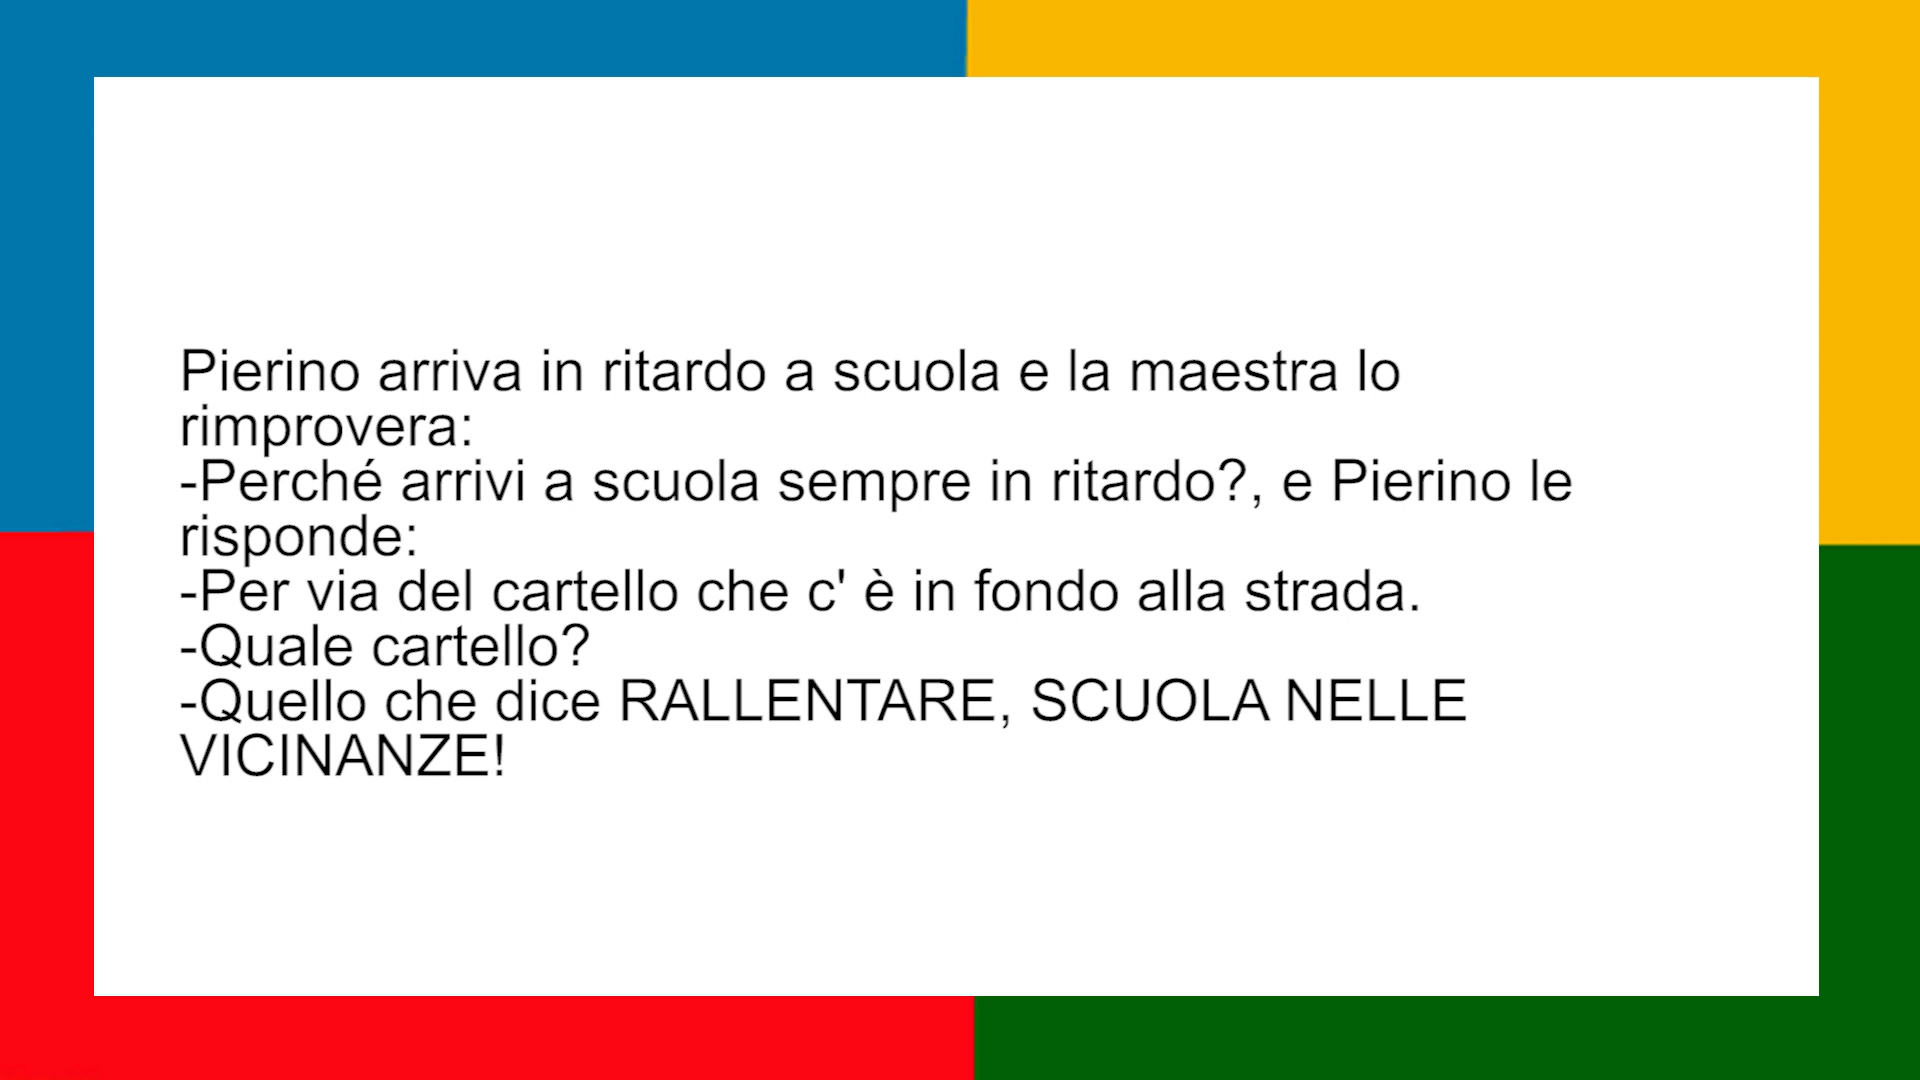 Pierino arriva in ritardo a scuola e la maestra lo
rimprovera:
-Perché arrivi a scuola sempre in ritardo?, e Pierino le
risponde:
-Per via del cartello che c' è in fondo alla strada.
-Quale cartello?
-Quello che dice RALLENTARE, SCUOLA NELLE
VICINANZE!